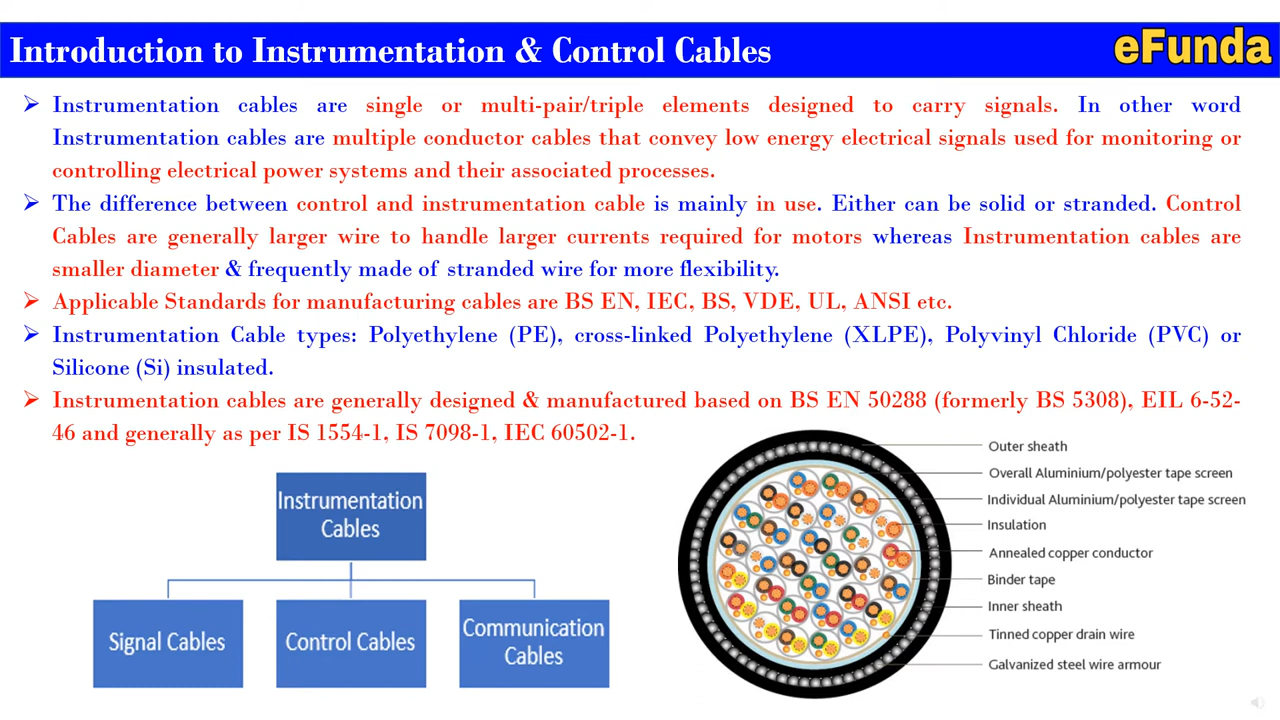 Introduction to Instrumentation & Control Cables
eFunda
Instrumentation cables are single or multi-pair/triple elements designed to carry signals. In other word
Instrumentation cables are multiple conductor cables that convey low energy electrical signals used for monitoring or
controlling electrical power systems and their associated processes.
The difference between control and instrumentation cable is mainly in use. Either can be solid or stranded. Control
Cables are generally larger wire to handle larger currents required for motors whereas Instrumentation cables are
smaller diameter & frequently made of stranded wire for more flexibility.
Applicable Standards for manufacturing cables are BS EN, IEC, BS, VDE, UL, ANSI etc.
Instrumentation Cable types: Polyethylene (PE), cross-linked Polyethylene (XLPE), Polyvinyl Chloride (PVC) or
Silicone (Si) insulated.
Instrumentation cables are generally designed & manufactured based on BS EN 50288 (formerly BS 5308), EIL 6-52-
46 and generally as per IS 1554-1, IS 7098-1, IEC 60502-1.
Instrumentation
Cables
Signal Cables
Control Cables
Communication
Cables
Outer sheath
Overall Aluminium/polyester tape screen
Individual Aluminium/polyester tape screen
Insulation
Annealed copper conductor
Binder tape
Inner sheath
Tinned copper drain wire
Galvanized steel wire armour